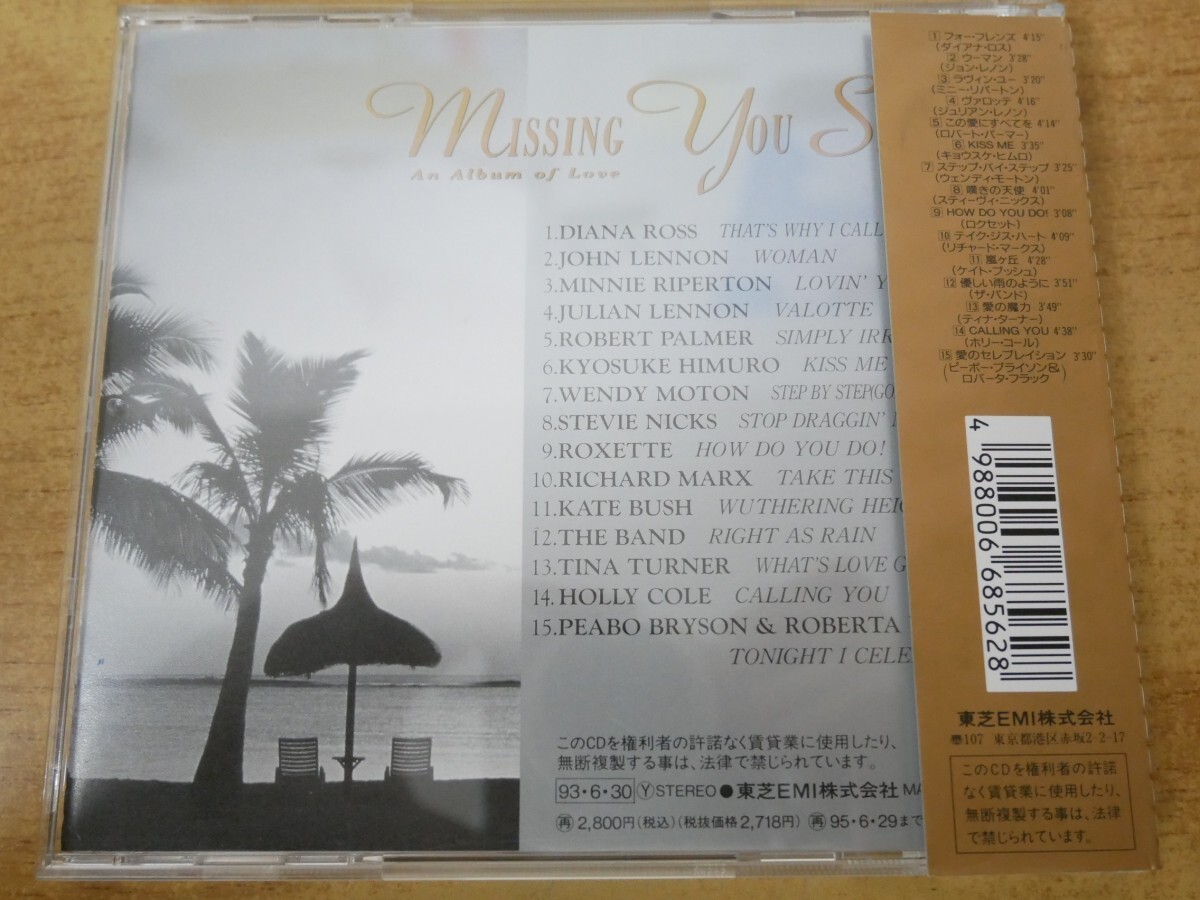 Missing You S
An Album of Love
1.DIANA ROSS THAT'S WHY I CALL
2.JOHN LENNON WOMAN
3.MINNIE RIPERTON LOVIN' Y
4.JULIAN LENNON VALOTTE
5.ROBERT PALMER SIMPLY IRR
6.KYOSUKE HIMURO KISS ME
7.WENDY MOTON STEP BY STEP(GO
8.STEVIE NICKS STOP DRAGGIN'
9.ROXETTE HOW DO YOU DO!
10.RICHARD MARX TAKE THIS
11.KATE BUSH WUTHERING HEIG
12.THE BAND RIGHT AS RAIN
13.TINA TURNER WHAT'S LOVE G
14.HOLLY COLE CALLING YOU
15.PEABO BRYSON & ROBERTA
TONIGHT I CELE
このCDを権利者の許諾なく賃貸業に使用したり、
無断複製する事は、法律で禁じられています。
93・6・30 Ⓨ STEREO ●東芝EMI株式会社 MA
㊢ 2,800円(税込)(税抜価格2,718円) ㊢ 95・6・29まで
1 フォー・フレンズ 4'15"
(ダイアナ・ロス)
2 ウーマン 3'28"
(ジョン・レノン)
3 ラヴィン・ユー 3'20"
(ミニー・リパートン)
4 ヴァロッテ 4'16"
(ジュリアン・レノン)
5 この愛にすべてを 4'14"
(ロバート・パーマー)
6 KISS ME 3'35"
(キョウスケ・ヒムロ)
7 ステップ・バイ・ステップ 3'25"
(ウェンディ・モートン)
8 嘆きの天使 4'01"
(スティーヴィ・ニックス)
9 HOW DO YOU DO! 3'08"
(ロクセット)
10 テイク・ジス・ハート 4'09"
(リチャード・マークス)
11 嵐ヶ丘 4'28"
(ケイト・ブッシュ)
12 優しい雨のように 3'51"
(ザ・バンド)
13 愛の魔力 3'49"
(ティナ・ターナー)
14 CALLING YOU 4'38"
(ホリー・コール)
15 愛のセレブレイション 3'30"
(ピーボー・ブライソン&
ロバータ・フラック)
4 988006 685628
東芝EMI株式会社
〠107 東京都港区赤坂2-2-17
このCDを権利者の許諾
なく賃貸業に使用したり、
無断複製する事は、法律
で禁じられています。